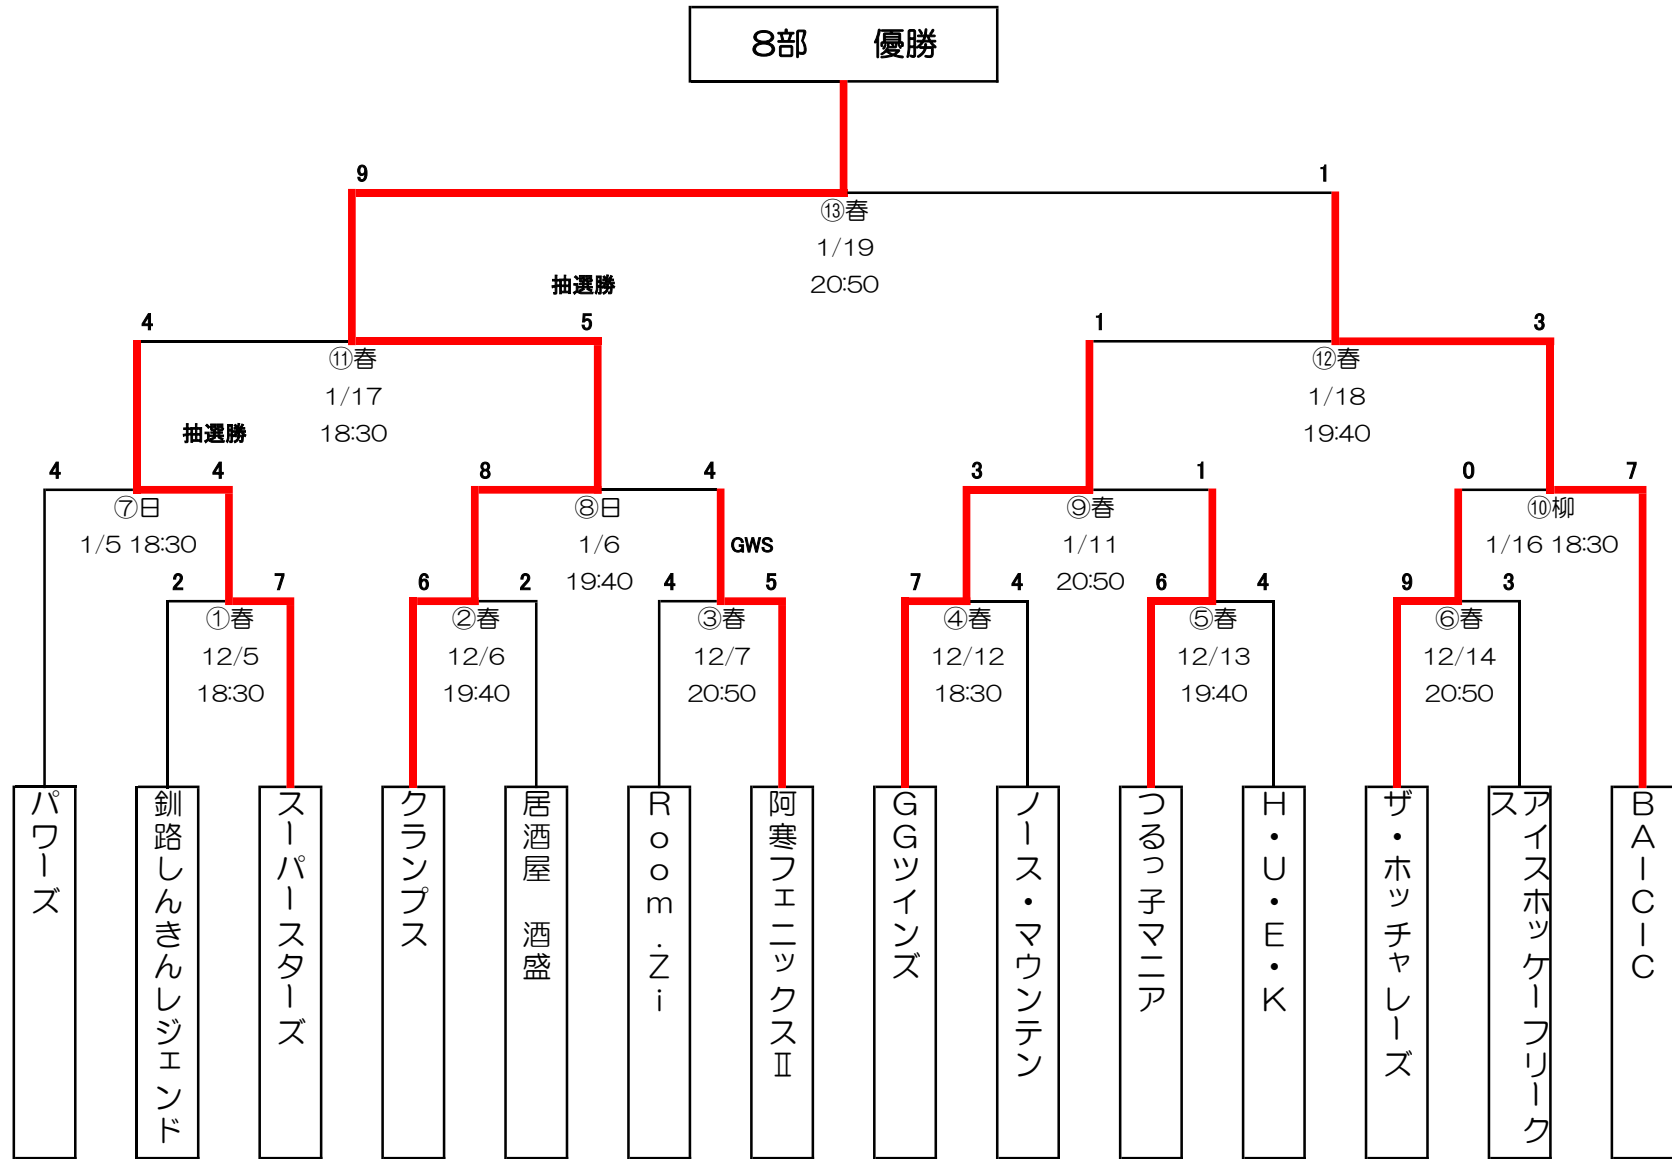 8部　優勝
9 1
⑬春
1/19
20:50
抽選勝
4 5 1 3
⑪春 ⑫春
1/17 1/18
18:30 19:40
抽選勝
4 4 8 4 3 1 0 7
⑦日 ⑧日 ⑨春 ⑩柳
1/5 18:30 1/6 GWS 1/11 1/16 18:30
19:40 20:50
2 7 6 2 4 5 7 4 6 4 9 3
①春 ②春 ③春 ④春 ⑤春 ⑥春
12/5 12/6 12/7 12/12 12/13 12/14
18:30 19:40 20:50 18:30 19:40 20:50
パワーズ
釧路しんきんレジェンド
スーパースターズ
クランプス
居酒屋　酒盛
Room.Zi
阿寒フェニックスⅡ
GGツインズ
ノース・マウンテン
つるっ子マニア
H・U・E・K
ザ・ホッチャレーズ
アイスホッケーフリーク
ス
BAICIC